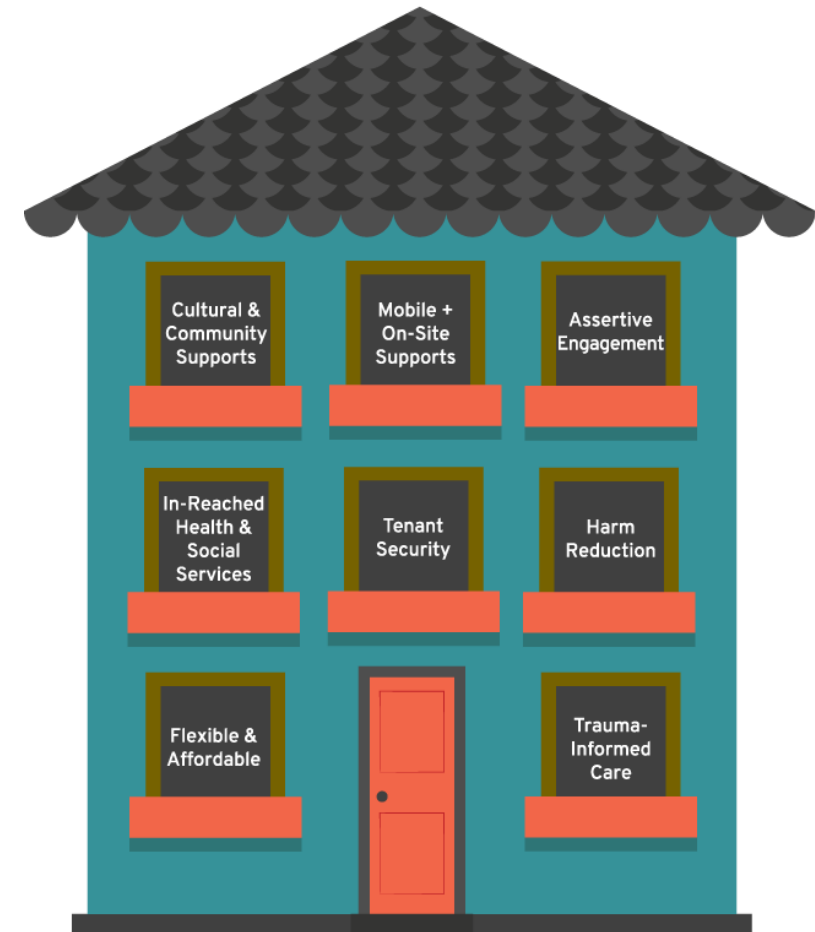 Cultural &
Community
Supports
Mobile +
On-Site
Supports
Assertive
Engagement
In-Reached
Health &
Social
Services
Tenant
Security
Harm
Reduction
Flexible &
Affordable
Trauma-
Informed
Care